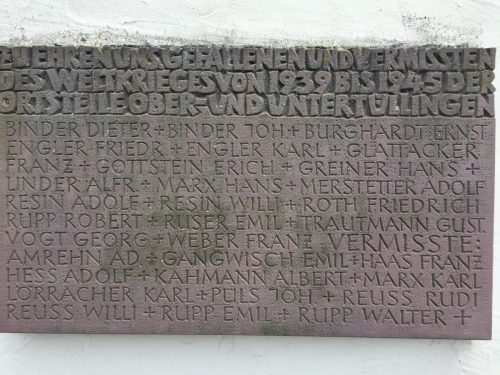 ZU EHREN UNS GEFALLENEN UND VERMISSTEN
DES WELTKRIEGES VON 1939 BIS 1945 DER
ORTSTEILE OBER- UND UNTERTÜLLINGEN
BINDER DIETER + BINDER JOH + BURGHARDT ERNST
ENGLER FRIEDR + ENGLER KARL + GLATTACKER
FRANZ + GOTTSTEIN ERICH + GREINER HANS +
LINDER ALFR + MARX HANS + MERSTETTER ADOLF
RESIN ADOLF + RESIN WILLI + ROTH FRIEDRICH
RUPP ROBERT + RUSER EMIL + TRAUTMANN GUST.
VOGT GEORG + WEBER FRANZ VERMISSTE:
AMREHN AD. + GANGWISCH EMIL + HAAS FRANZ
HESS ADOLF + KAHMANN ALBERT + MARX KARL
LÖRRACHER KARL + PULS JOH. + REUSS RUDI
REUSS WILLI + RUPP EMIL + RUPP WALTER +